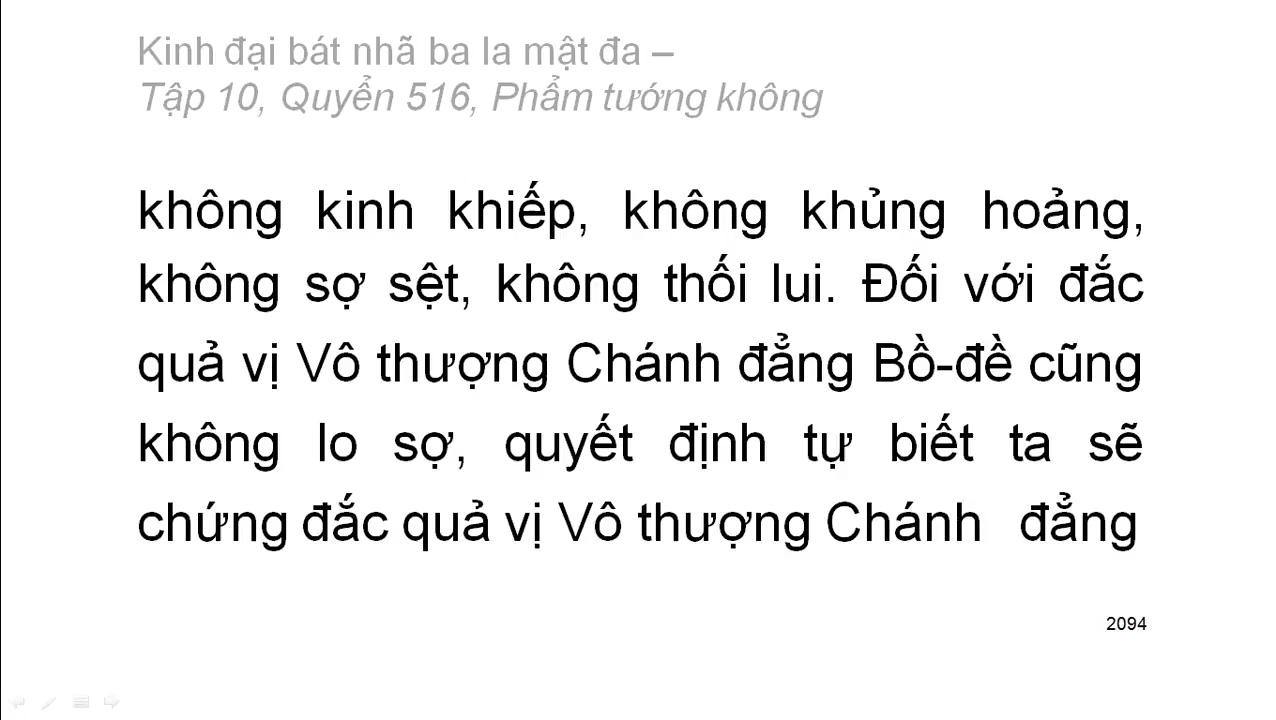 Kinh đại bát nhã ba la mật đa –
Tập 10, Quyển 516, Phẩm tướng không
không kinh khiếp, không khủng hoảng,
không sợ sệt, không thối lui. Đối với đắc
quả vị Vô thượng Chánh đẳng Bồ-đề cũng
không lo sợ, quyết định tự biết ta sẽ
chứng đắc quả vị Vô thượng Chánh đẳng
2094